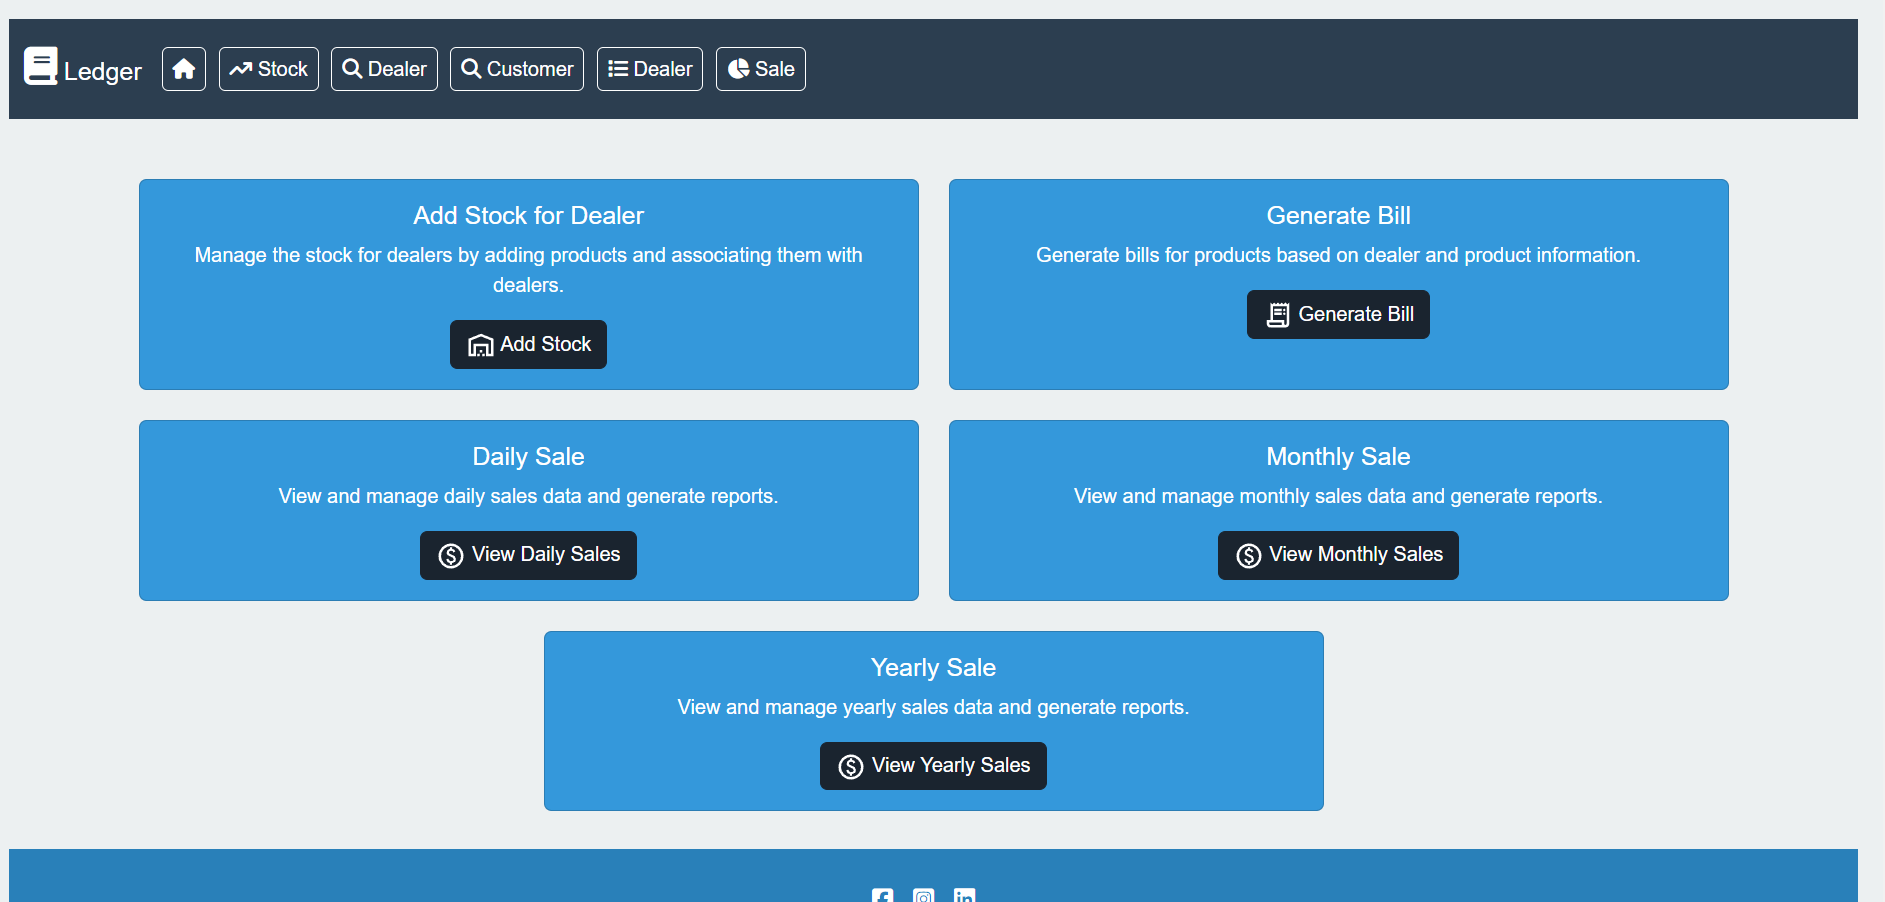 Ledger
Stock
Dealer
Customer
Dealer
Sale
Add Stock for Dealer
Manage the stock for dealers by adding products and associating them with
dealers.
Add Stock
Generate Bill
Generate bills for products based on dealer and product information.
Generate Bill
Daily Sale
View and manage daily sales data and generate reports.
View Daily Sales
Monthly Sale
View and manage monthly sales data and generate reports.
View Monthly Sales
Yearly Sale
View and manage yearly sales data and generate reports.
View Yearly Sales